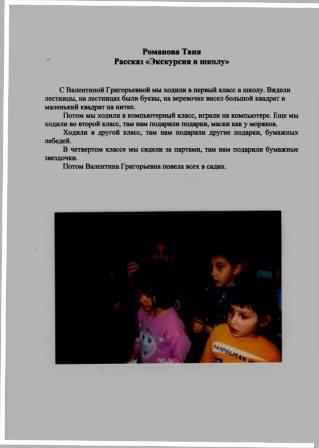 Романова Таня
Рассказ «Экскурсия в школу»
С Валентиной Григорьевной мы ходили в первый класс в школу. Видели
лестницы, на лестницах были буквы, на веревочке висел большой квадрат и
маленький квадрат на нитке.
Потом мы ходили в компьютерный класс, играли на компьютере. Еще мы
ходили во второй класс, там нам подарили подарки, маски как у моряков.
Ходили в другой класс, там нам подарили другие подарки, бумажных
лебедей.
В четвертом классе мы сидели за партами, там нам подарили бумажные
звездочки.
Потом Валентина Григорьевна повела всех в садик.